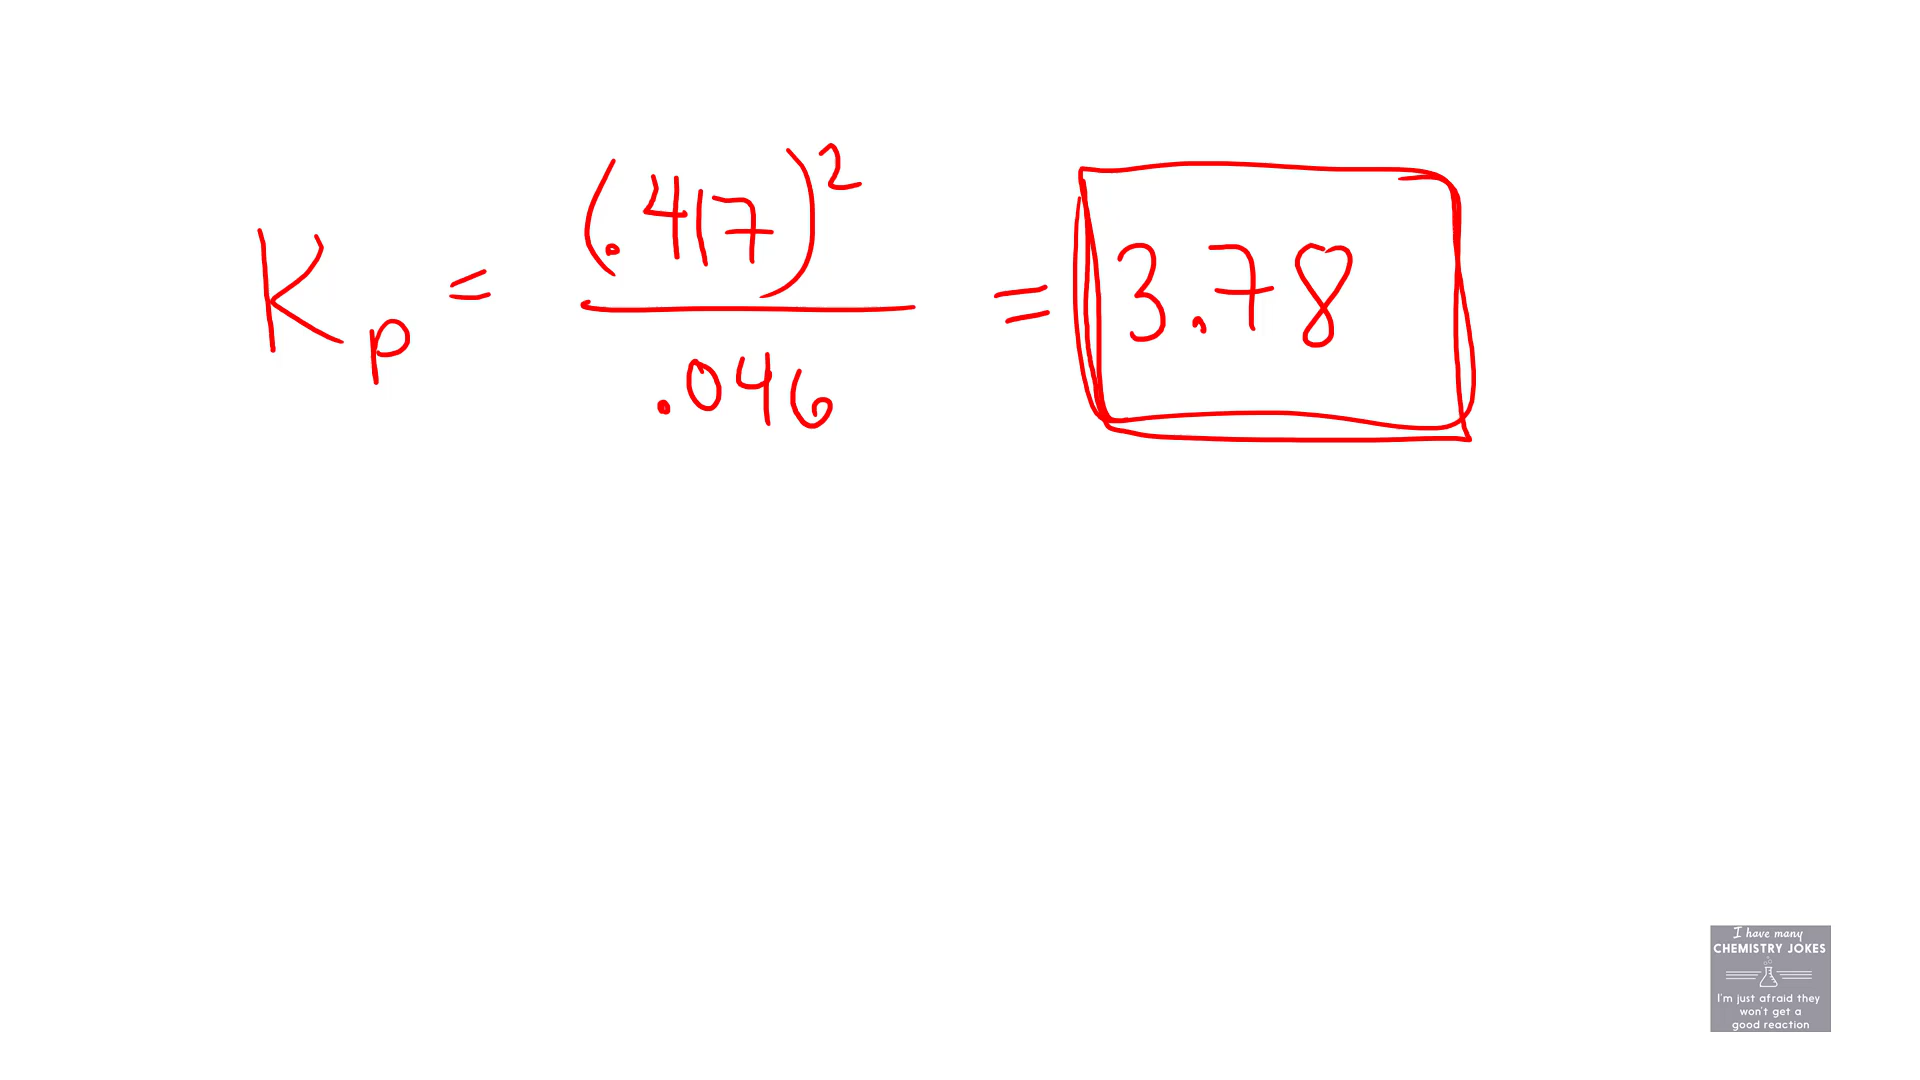 Kp = (.417)² / .046 = 3.78
I have many
CHEMISTRY JOKES
I'm just afraid they
won't get a
good reaction